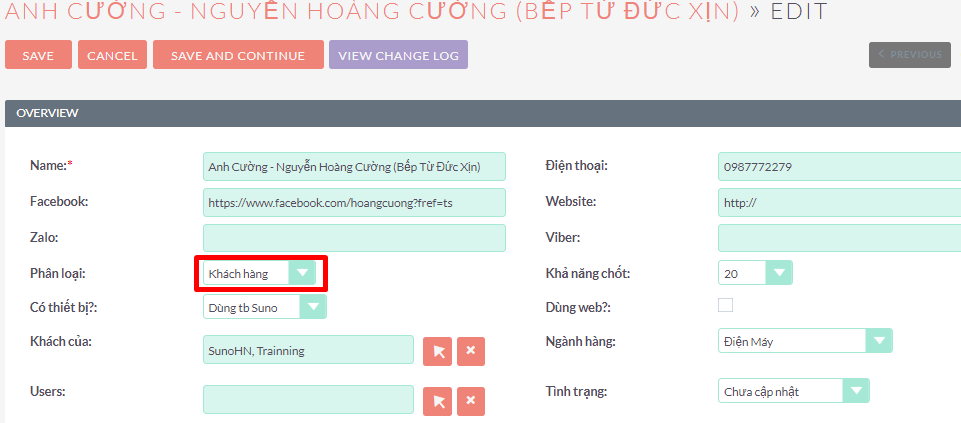 ANH CƯỜNG - NGUYỄN HOÀNG CƯỜNG (BẾP TỪ ĐỨC XỊN) » EDIT
SAVE CANCEL SAVE AND CONTINUE VIEW CHANGE LOG PREVIOUS
OVERVIEW
Name:* Anh Cường - Nguyễn Hoàng Cường (Bếp Từ Đức Xịn) Điện thoại: 0987772279
Facebook: https://www.facebook.com/hoangcuong?fref=ts Website: http://
Zalo: Viber:
Phân loại: Khách hàng Khả năng chốt: 20
Có thiết bị?: Dùng tb Suno Dùng web?:
Khách của: SunoHN, Trainning Ngành hàng: Điện Máy
Users: Tình trạng: Chưa cập nhật